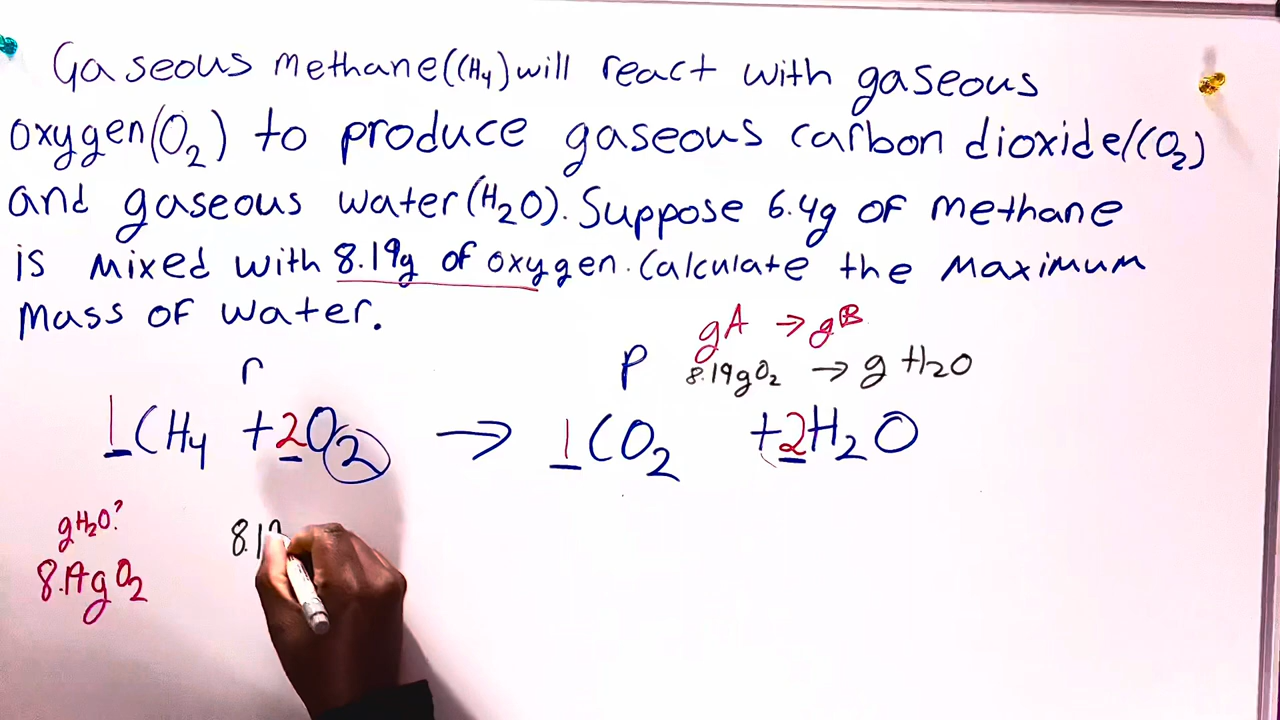 Gaseous methane(CH4) will react with gaseous
oxygen(O2) to produce gaseous carbon dioxide/(CO2)
and gaseous water(H2O). Suppose 6.4g of methane
is mixed with 8.19g of oxygen. Calculate the maximum
mass of water.
gA → gB
r P 8.19gO2 → g H2O
1CH4 + 2O2 → 1CO2 + 2H2O
gH2O?
8.19gO2
8.19